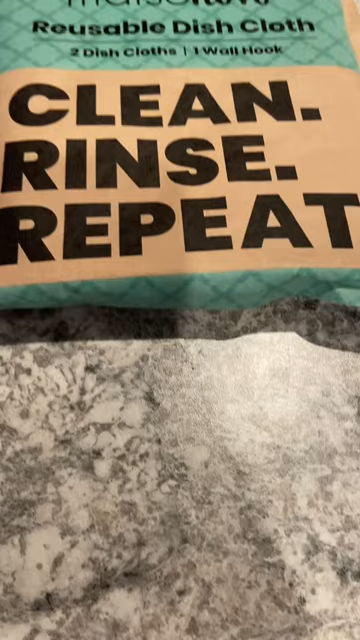 Reusable Dish Cloth
2 Dish Cloths | 1 Wall Hook
CLEAN.
RINSE.
REPEAT